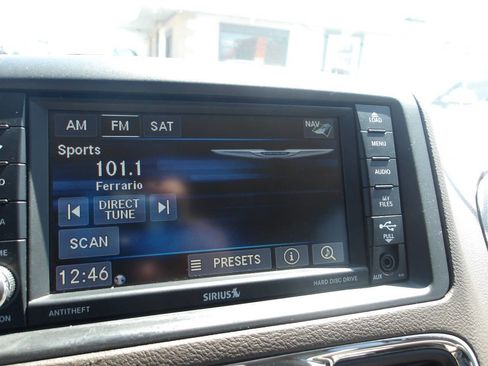 AM FM SAT NAV
Sports
101.1
Ferrario
DIRECT
TUNE
SCAN
12:46 PRESETS
SIRIUS
HARD DISC DRIVE
ANTITHEFT
LOAD
MENU
AUDIO
MY
FILES
PULL
AUX